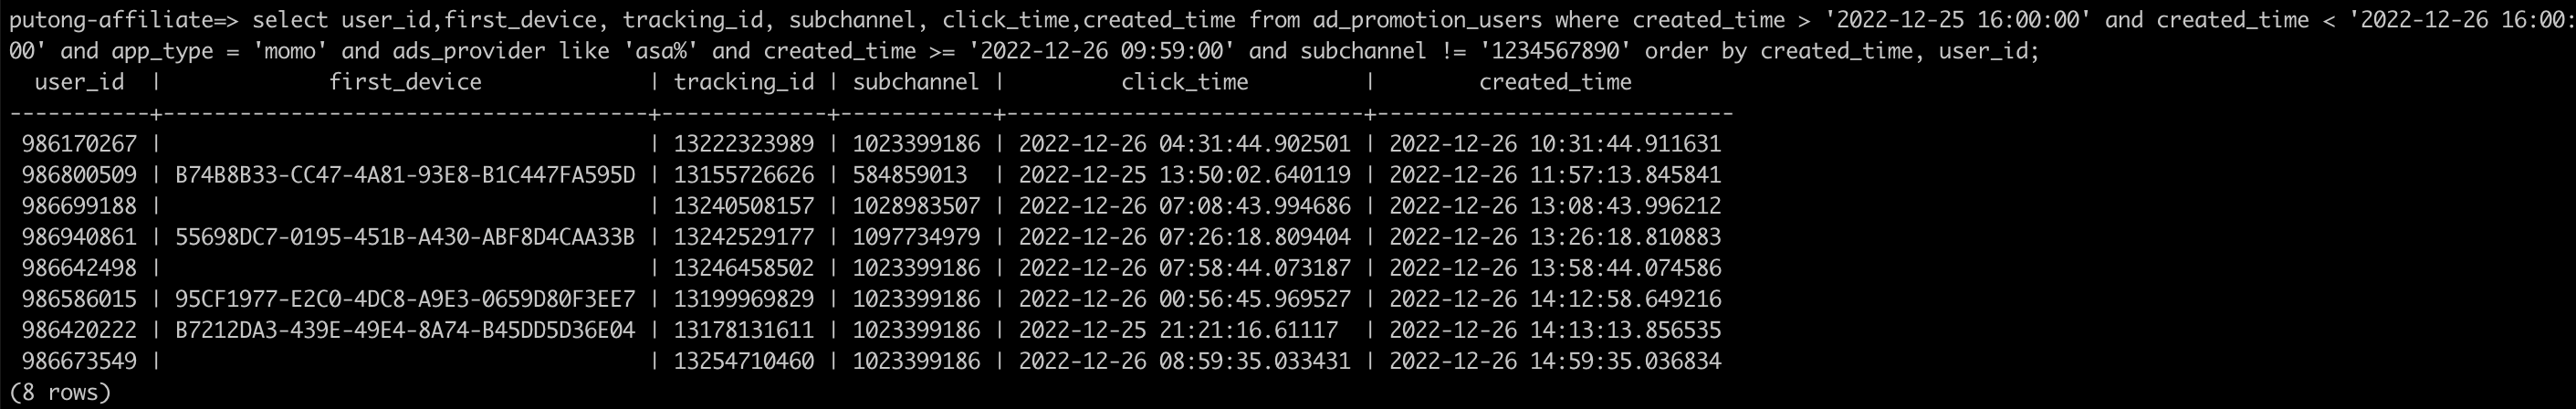 putong-affiliate=> select user_id,first_device, tracking_id, subchannel, click_time,created_time from ad_promotion_users where created_time > '2022-12-25 16:00:00' and created_time < '2022-12-26 16:00:
00' and app_type = 'momo' and ads_provider like 'asa%' and created_time >= '2022-12-26 09:59:00' and subchannel != '1234567890' order by created_time, user_id;
  user_id  |             first_device             | tracking_id | subchannel |         click_time         |        created_time
-----------+--------------------------------------+-------------+------------+----------------------------+----------------------------
 986170267 |                                      | 13222323989 | 1023399186 | 2022-12-26 04:31:44.902501 | 2022-12-26 10:31:44.911631
 986800509 | B74B8B33-CC47-4A81-93E8-B1C447FA595D | 13155726626 | 584859013  | 2022-12-25 13:50:02.640119 | 2022-12-26 11:57:13.845841
 986699188 |                                      | 13240508157 | 1028983507 | 2022-12-26 07:08:43.994686 | 2022-12-26 13:08:43.996212
 986940861 | 55698DC7-0195-451B-A430-ABF8D4CAA33B | 13242529177 | 1097734979 | 2022-12-26 07:26:18.809404 | 2022-12-26 13:26:18.810883
 986642498 |                                      | 13246458502 | 1023399186 | 2022-12-26 07:58:44.073187 | 2022-12-26 13:58:44.074586
 986586015 | 95CF1977-E2C0-4DC8-A9E3-0659D80F3EE7 | 13199969829 | 1023399186 | 2022-12-26 00:56:45.969527 | 2022-12-26 14:12:58.649216
 986420222 | B7212DA3-439E-49E4-8A74-B45DD5D36E04 | 13178131611 | 1023399186 | 2022-12-25 21:21:16.61117  | 2022-12-26 14:13:13.856535
 986673549 |                                      | 13254710460 | 1023399186 | 2022-12-26 08:59:35.033431 | 2022-12-26 14:59:35.036834
(8 rows)